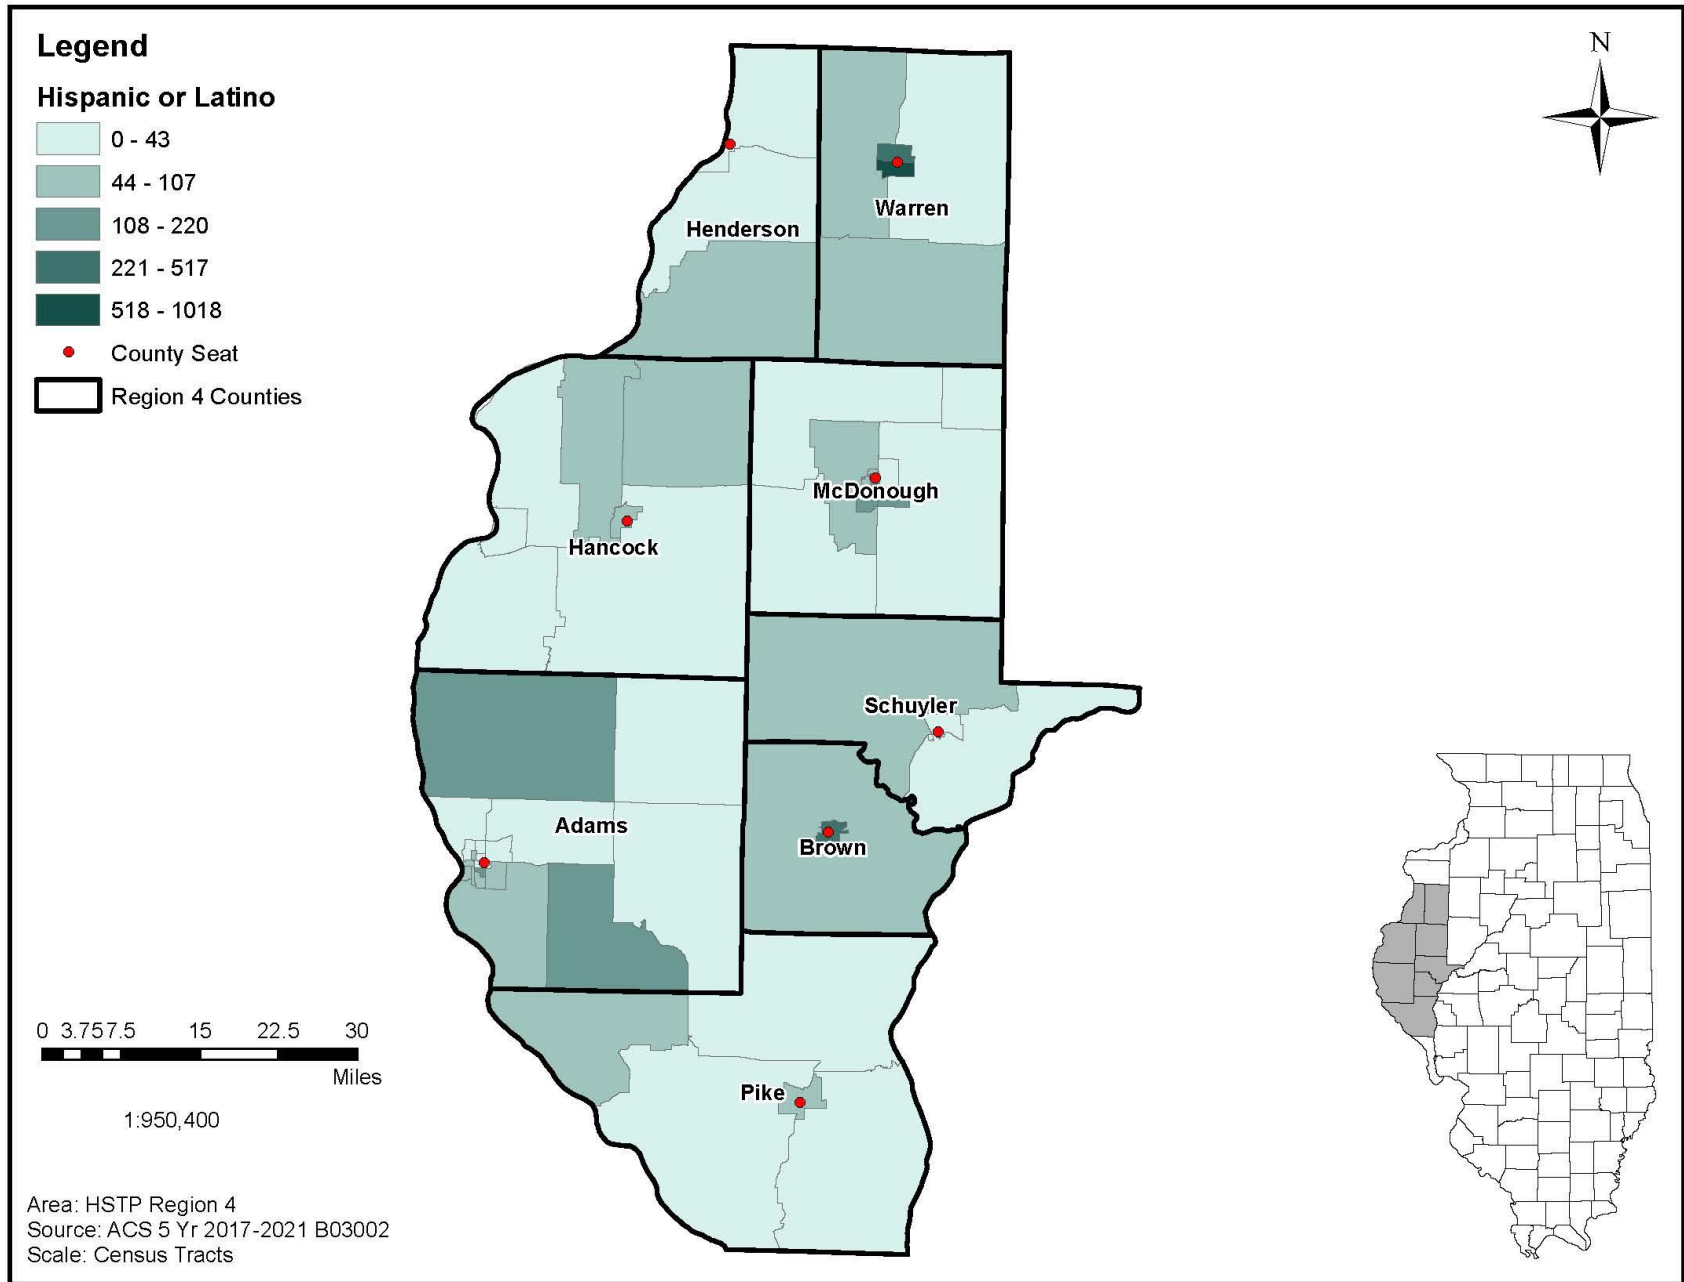 Legend
Hispanic or Latino
0 - 43
44 - 107
108 - 220
221 - 517
518 - 1018
County Seat
Region 4 Counties
N
Warren
Henderson
McDonough
Hancock
Schuyler
Adams
Brown
Pike
0 3.75 7.5 15 22.5 30
Miles
1:950,400
Area: HSTP Region 4
Source: ACS 5 Yr 2017-2021 B03002
Scale: Census Tracts